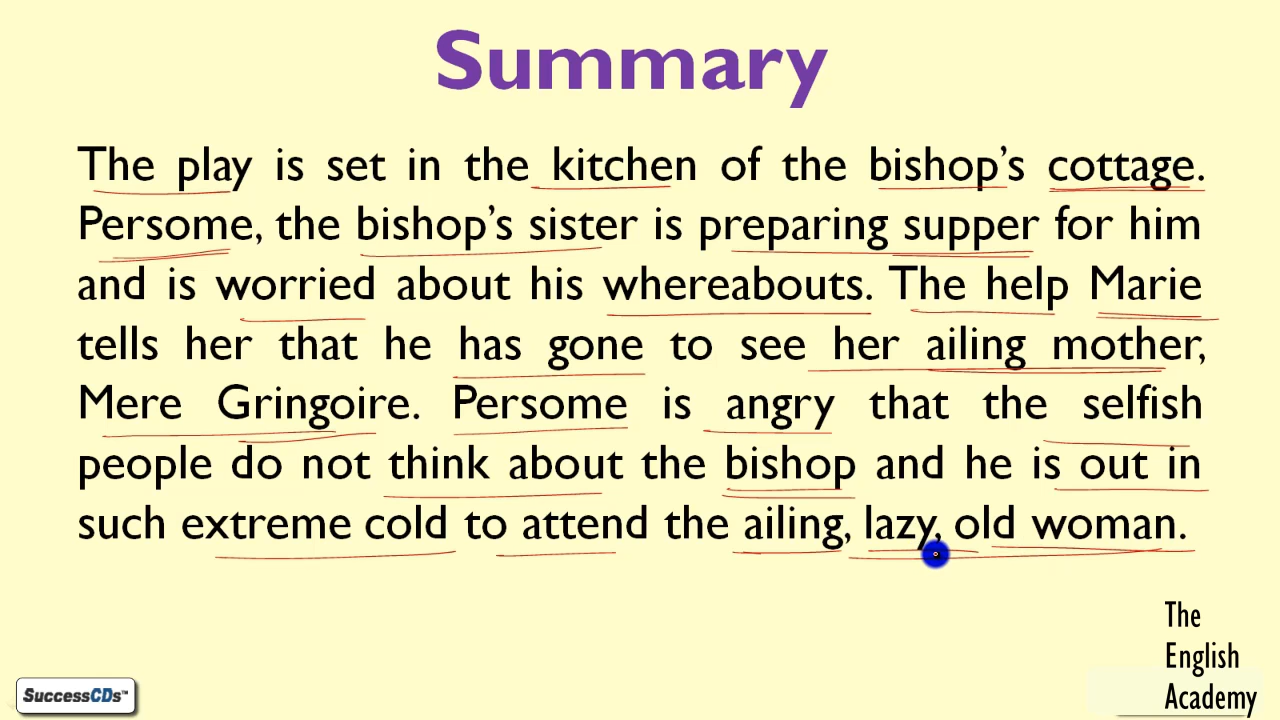 Summary
The play is set in the kitchen of the bishop's cottage.
Persome, the bishop's sister is preparing supper for him
and is worried about his whereabouts. The help Marie
tells her that he has gone to see her ailing mother,
Mere Gringoire. Persome is angry that the selfish
people do not think about the bishop and he is out in
such extreme cold to attend the ailing, lazy, old woman.
The
English
Academy
SuccessCDs™